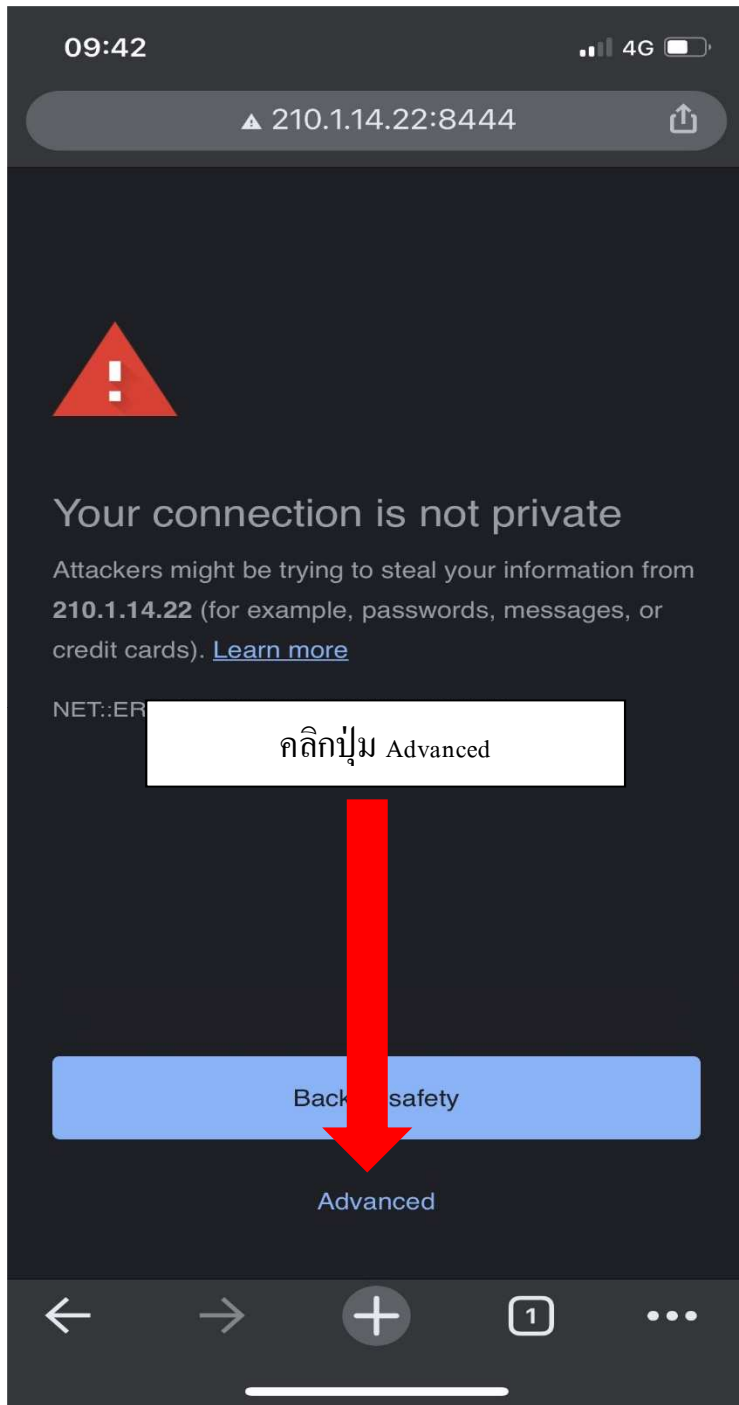 09:42
4G
210.1.14.22:8444
Your connection is not private
Attackers might be trying to steal your information from
210.1.14.22 (for example, passwords, messages, or
credit cards). Learn more
NET::ER
คลิกปุ่ม Advanced
Back safety
Advanced
1